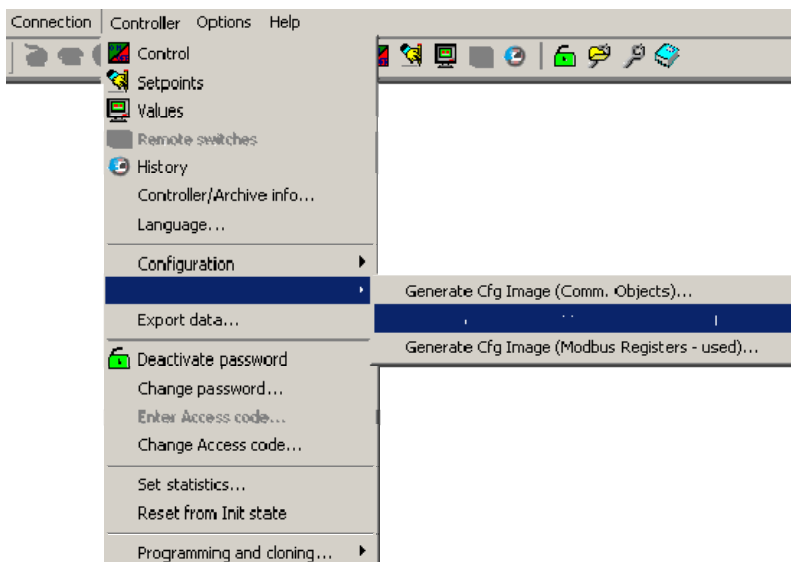 Connection Controller Options Help
Control
Setpoints
Values
Remote switches
History
Controller/Archive info...
Language...
Configuration
Generate Cfg Image (Comm. Objects)...
Export data...
Generate Cfg Image (Modbus Registers - used)...
Deactivate password
Change password...
Enter Access code...
Change Access code...
Set statistics...
Reset from Init state
Programming and cloning...